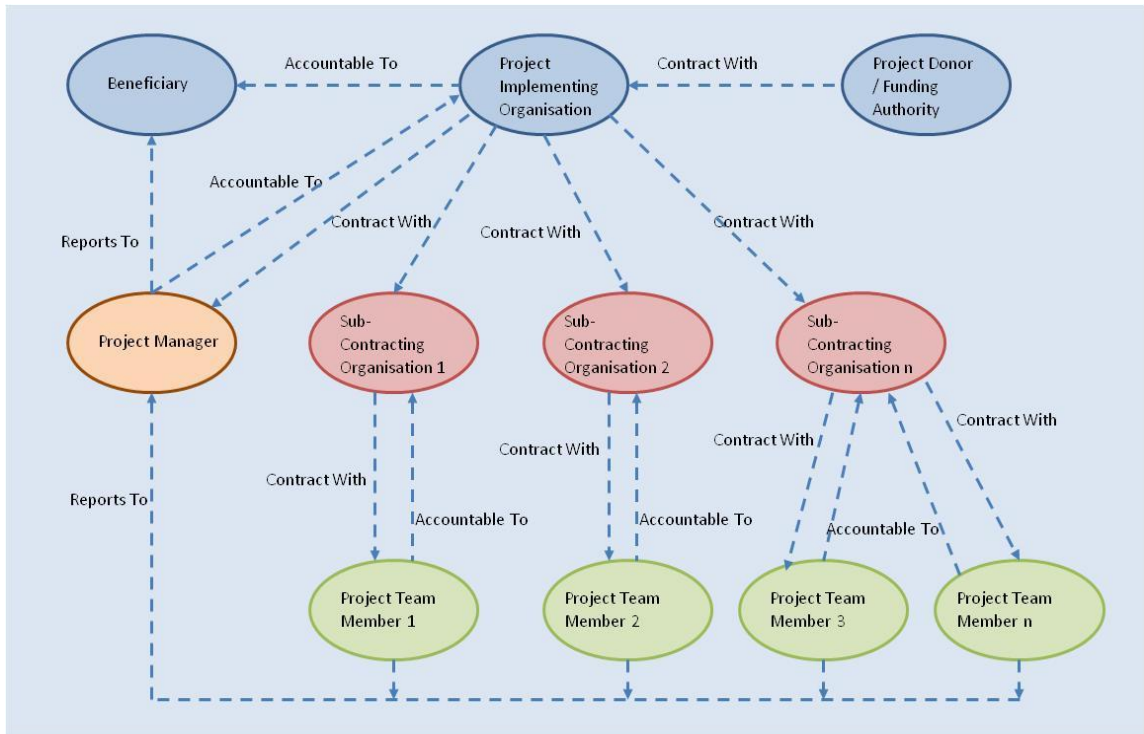 Beneficiary
Accountable To
Project
Implementing
Organisation
Contract With
Project Donor
/ Funding
Authority
Accountable To
Contract With
Contract With
Contract With
Reports To
Project Manager
Sub-
Contracting
Organisation 1
Sub-
Contracting
Organisation 2
Sub-
Contracting
Organisation n
Contract With
Contract With
Contract With
Contract With
Reports To
Accountable To
Accountable To
Accountable To
Project Team
Member 1
Project Team
Member 2
Project Team
Member 3
Project Team
Member n